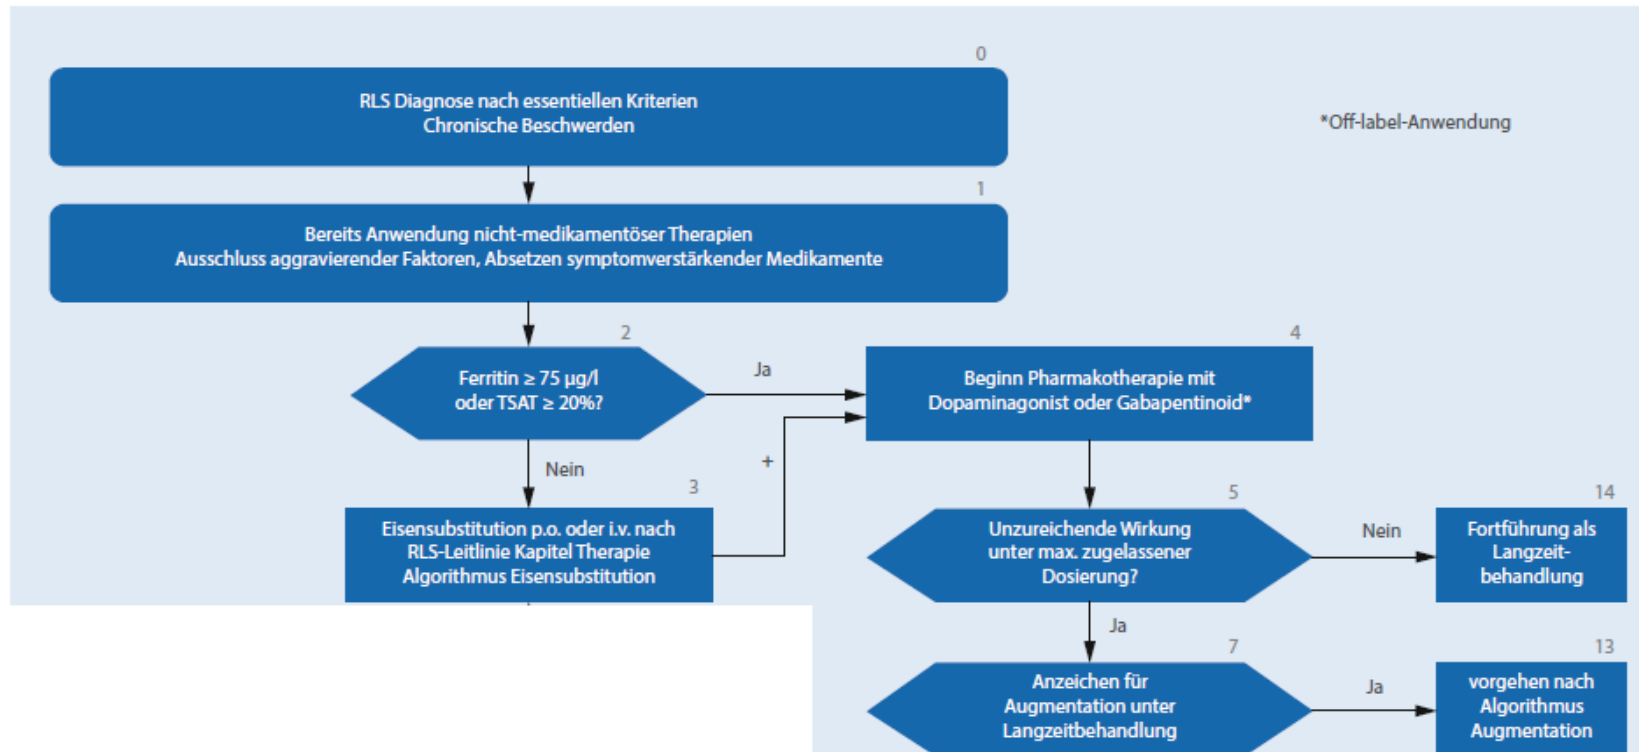 0
RLS Diagnose nach essentiellen Kriterien
Chronische Beschwerden
*Off-label-Anwendung
1
Bereits Anwendung nicht-medikamentöser Therapien
Ausschluss aggravierender Faktoren, Absetzen symptomverstärkender Medikamente
2
Ferritin ≥ 75 µg/l
oder TSAT ≥ 20%?
Ja
4
Beginn Pharmakotherapie mit
Dopaminagonist oder Gabapentinoid*
Nein
+
3
Eisensubstitution p.o. oder i.v. nach
RLS-Leitlinie Kapitel Therapie
Algorithmus Eisensubstitution
5
Unzureichende Wirkung
unter max. zugelassener
Dosierung?
Nein
14
Fortführung als
Langzeit-
behandlung
Ja
7
Anzeichen für
Augmentation unter
Langzeitbehandlung
Ja
13
vorgehen nach
Algorithmus
Augmentation